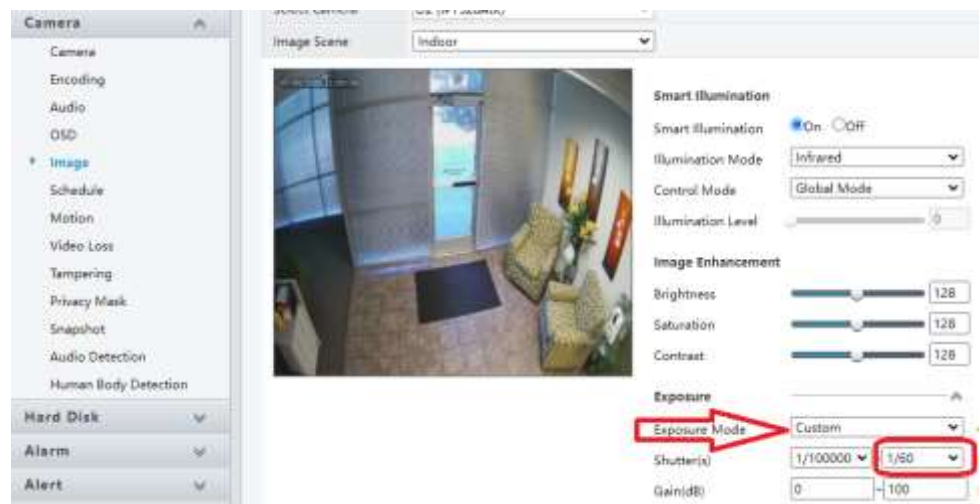 Camera
Image Scene
Indoor
Camera
Encoding
Audio
OSD
Image
Schedule
Motion
Video Loss
Tampering
Privacy Mask
Snapshot
Audio Detection
Human Body Detection
Hard Disk
Alarm
Alert
Smart Illumination
Smart Illumination On Off
Illumination Mode Infrared
Control Mode Global Mode
Illumination Level 0
Image Enhancement
Brightness 128
Saturation 128
Contrast 128
Exposure
Exposure Mode Custom
Shutter(s) 1/100000 1/60
Gain(dB) 0 ~ 100